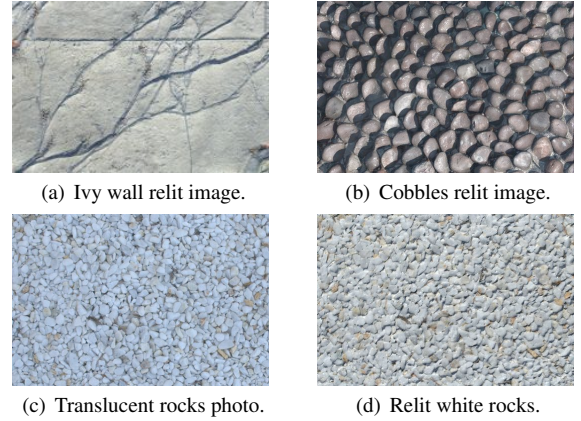 (a) Ivy wall relit image.
(b) Cobbles relit image.
(c) Translucent rocks photo.
(d) Relit white rocks.